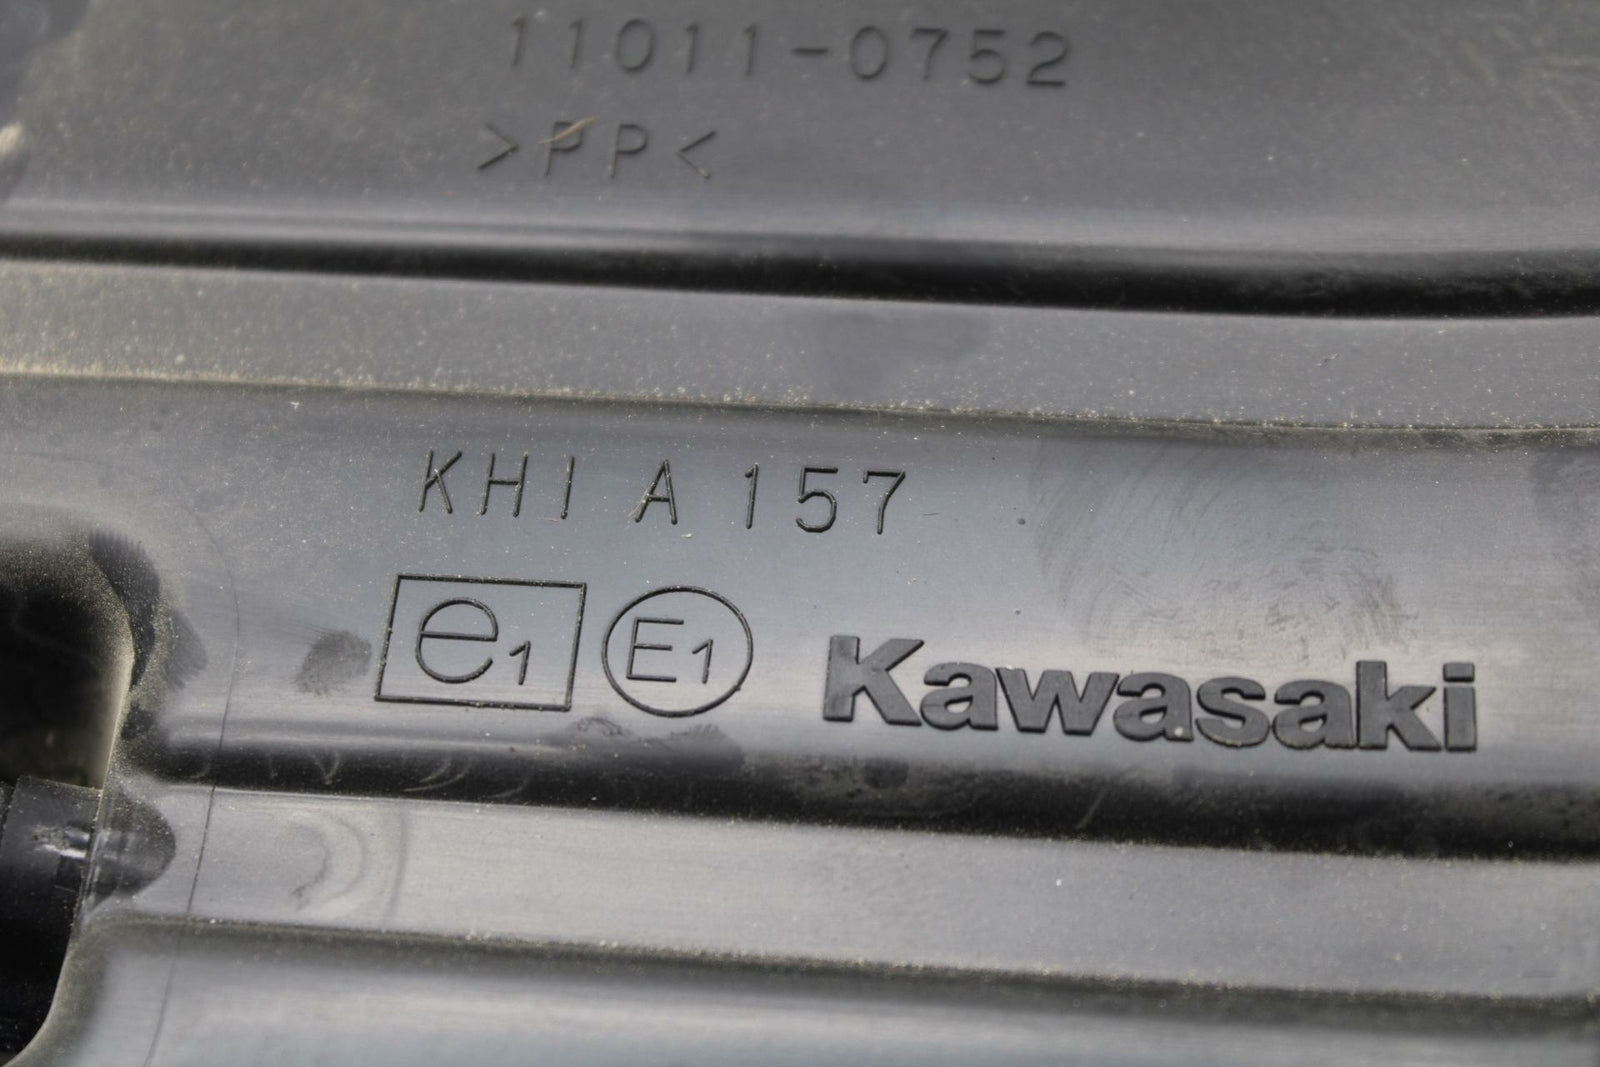 11011-0752
>PP<
KHI A 157
e1 E1 Kawasaki